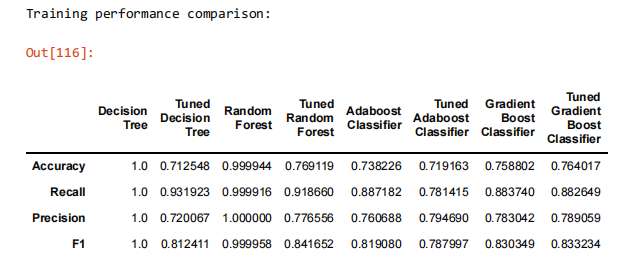 Training performance comparison:
Out[116]:
Decision Tree Tuned Decision Tree Random Forest Tuned Random Forest Adaboost Classifier Tuned Adaboost Classifier Gradient Boost Classifier Tuned Gradient Boost Classifier
Accuracy 1.0 0.712548 0.999944 0.769119 0.738226 0.719163 0.758802 0.764017
Recall 1.0 0.931923 0.999916 0.918660 0.887182 0.781415 0.883740 0.882649
Precision 1.0 0.720067 1.000000 0.776556 0.760688 0.794690 0.783042 0.789059
F1 1.0 0.812411 0.999958 0.841652 0.819080 0.787997 0.830349 0.833234